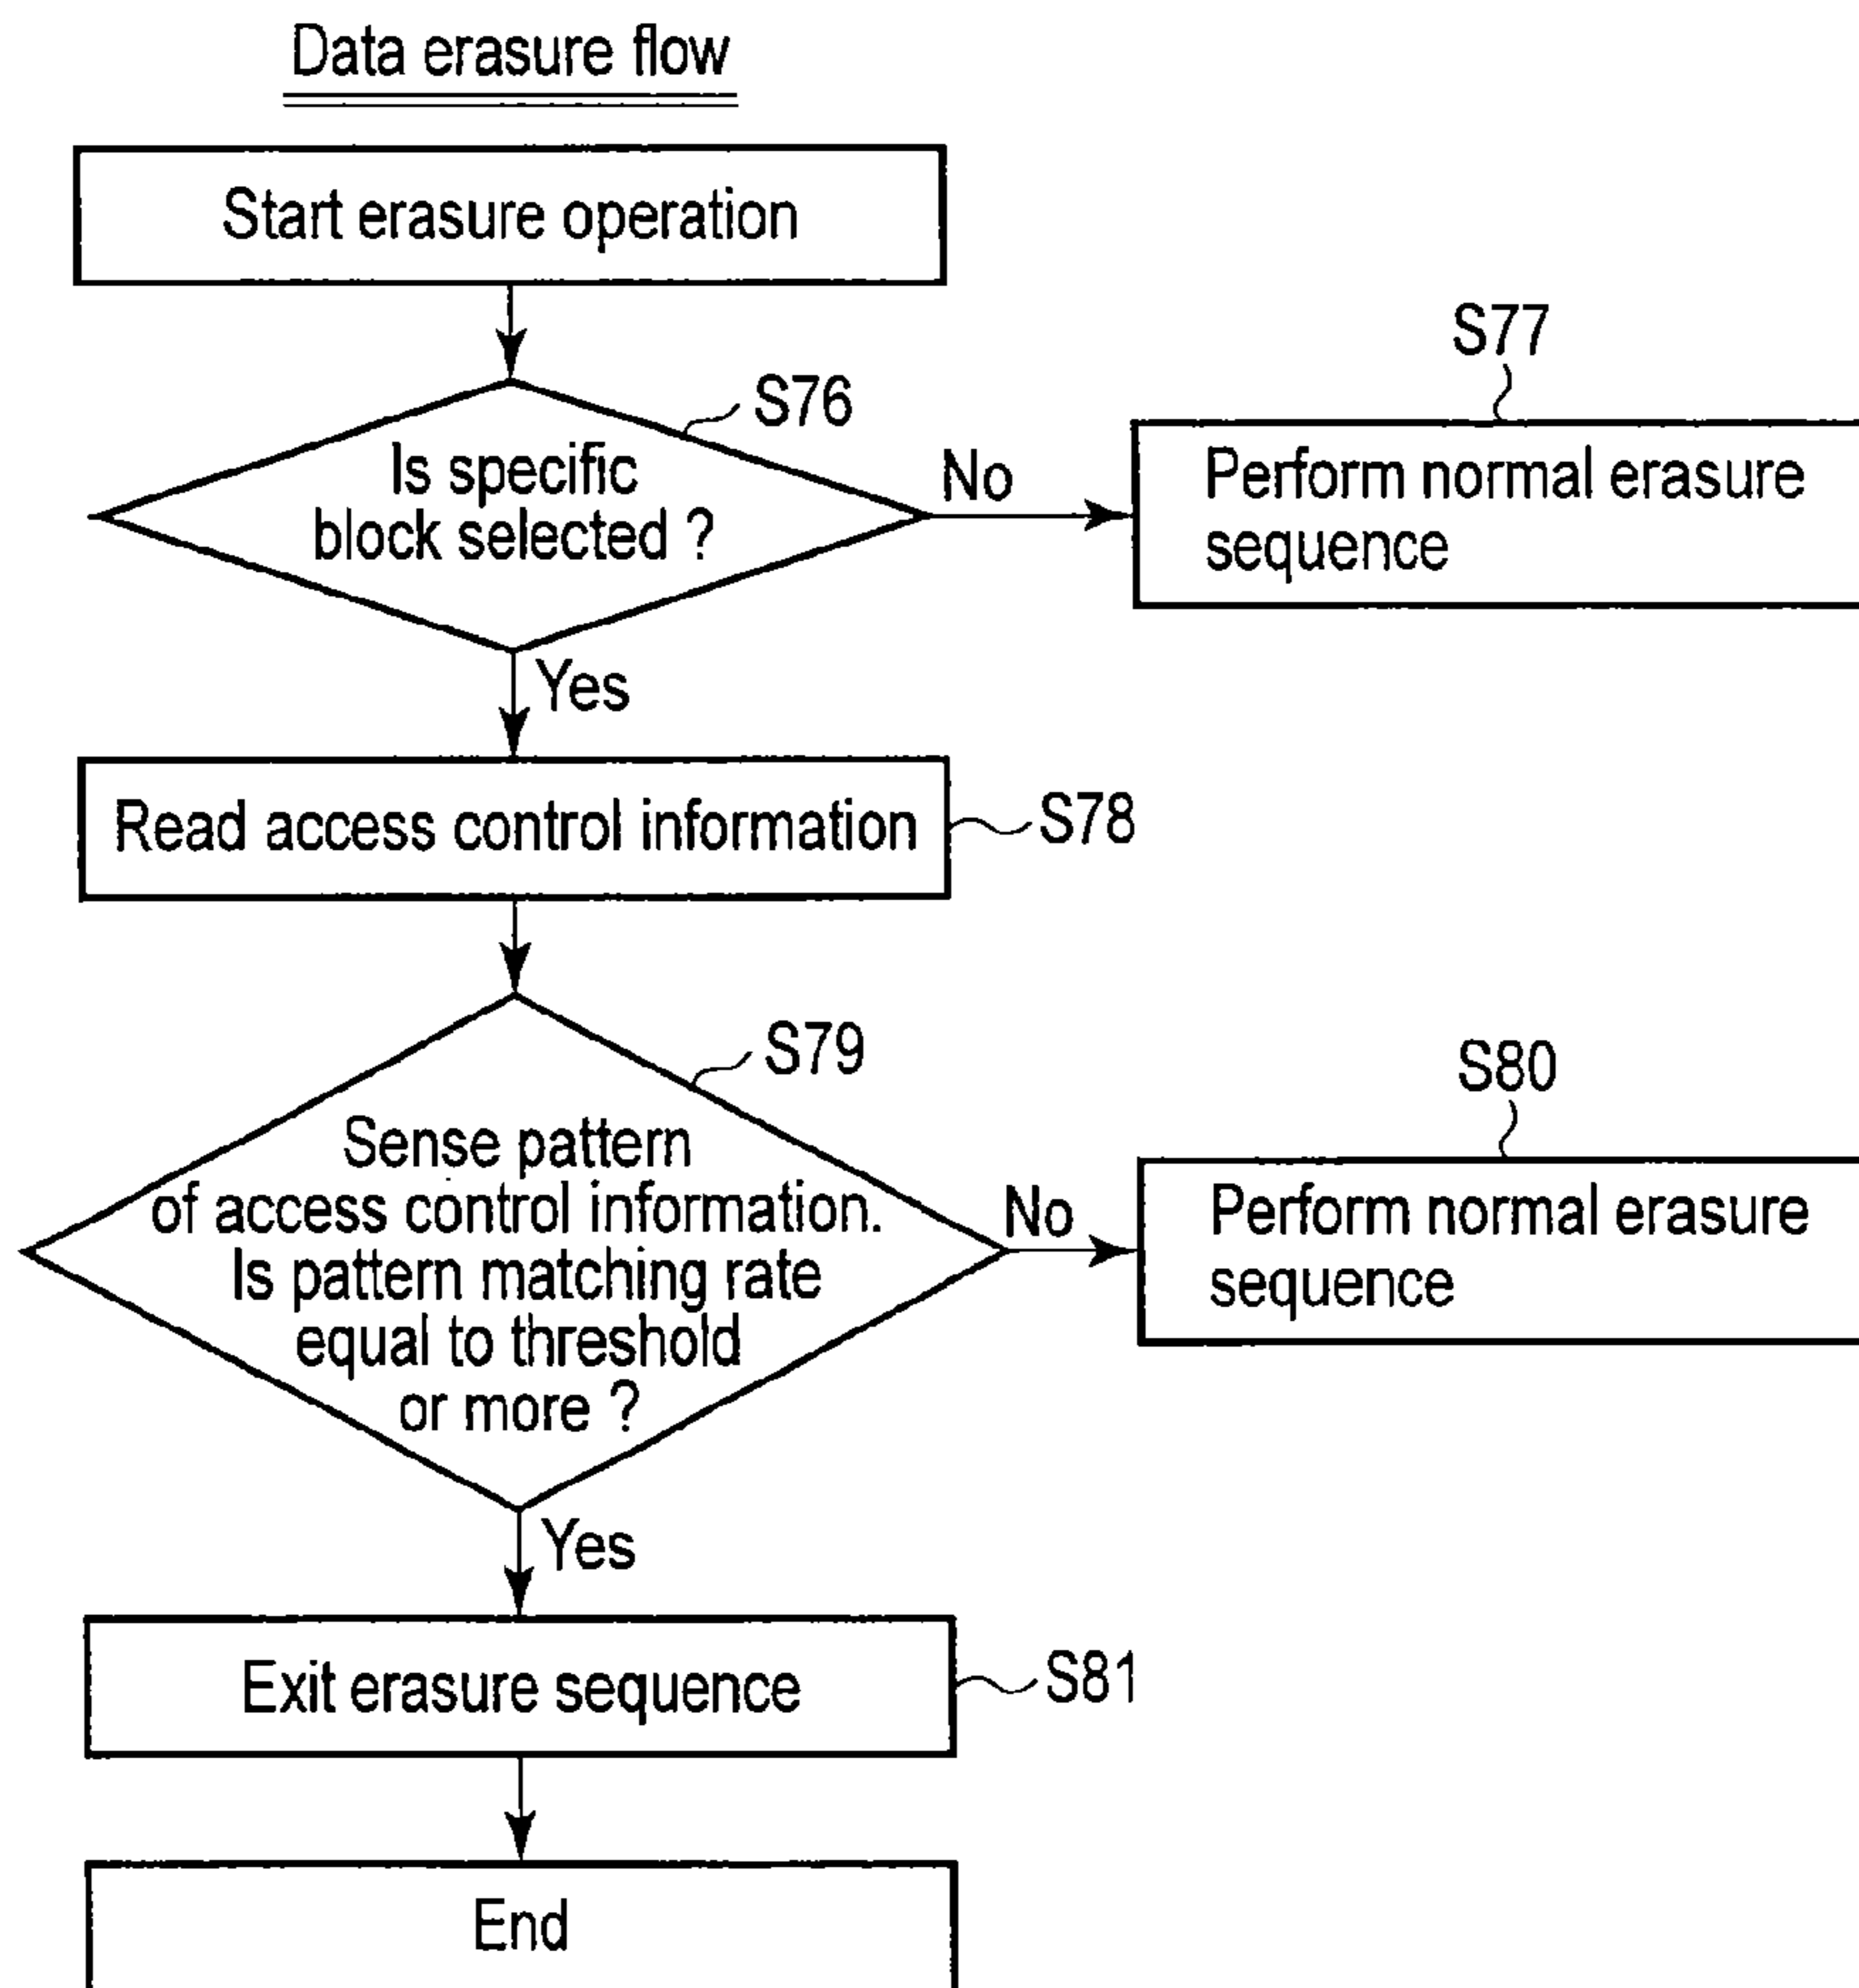 Data erasure flow
Start erasure operation
S76
Is specific
block selected ?
No
S77
Perform normal erasure
sequence
Yes
Read access control information
S78
S79
Sense pattern
of access control information.
Is pattern matching rate
equal to threshold
or more ?
No
S80
Perform normal erasure
sequence
Yes
Exit erasure sequence
S81
End